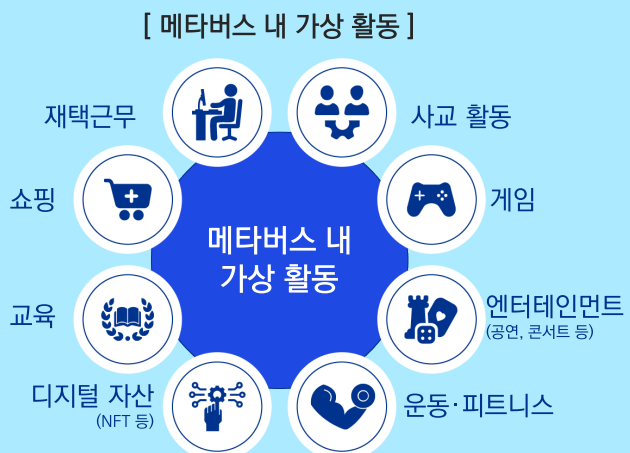 [ 메타버스 내 가상 활동 ]
재택근무
사교 활동
쇼핑
게임
메타버스 내
가상 활동
교육
엔터테인먼트
(공연, 콘서트 등)
디지털 자산
(NFT 등)
운동·피트니스